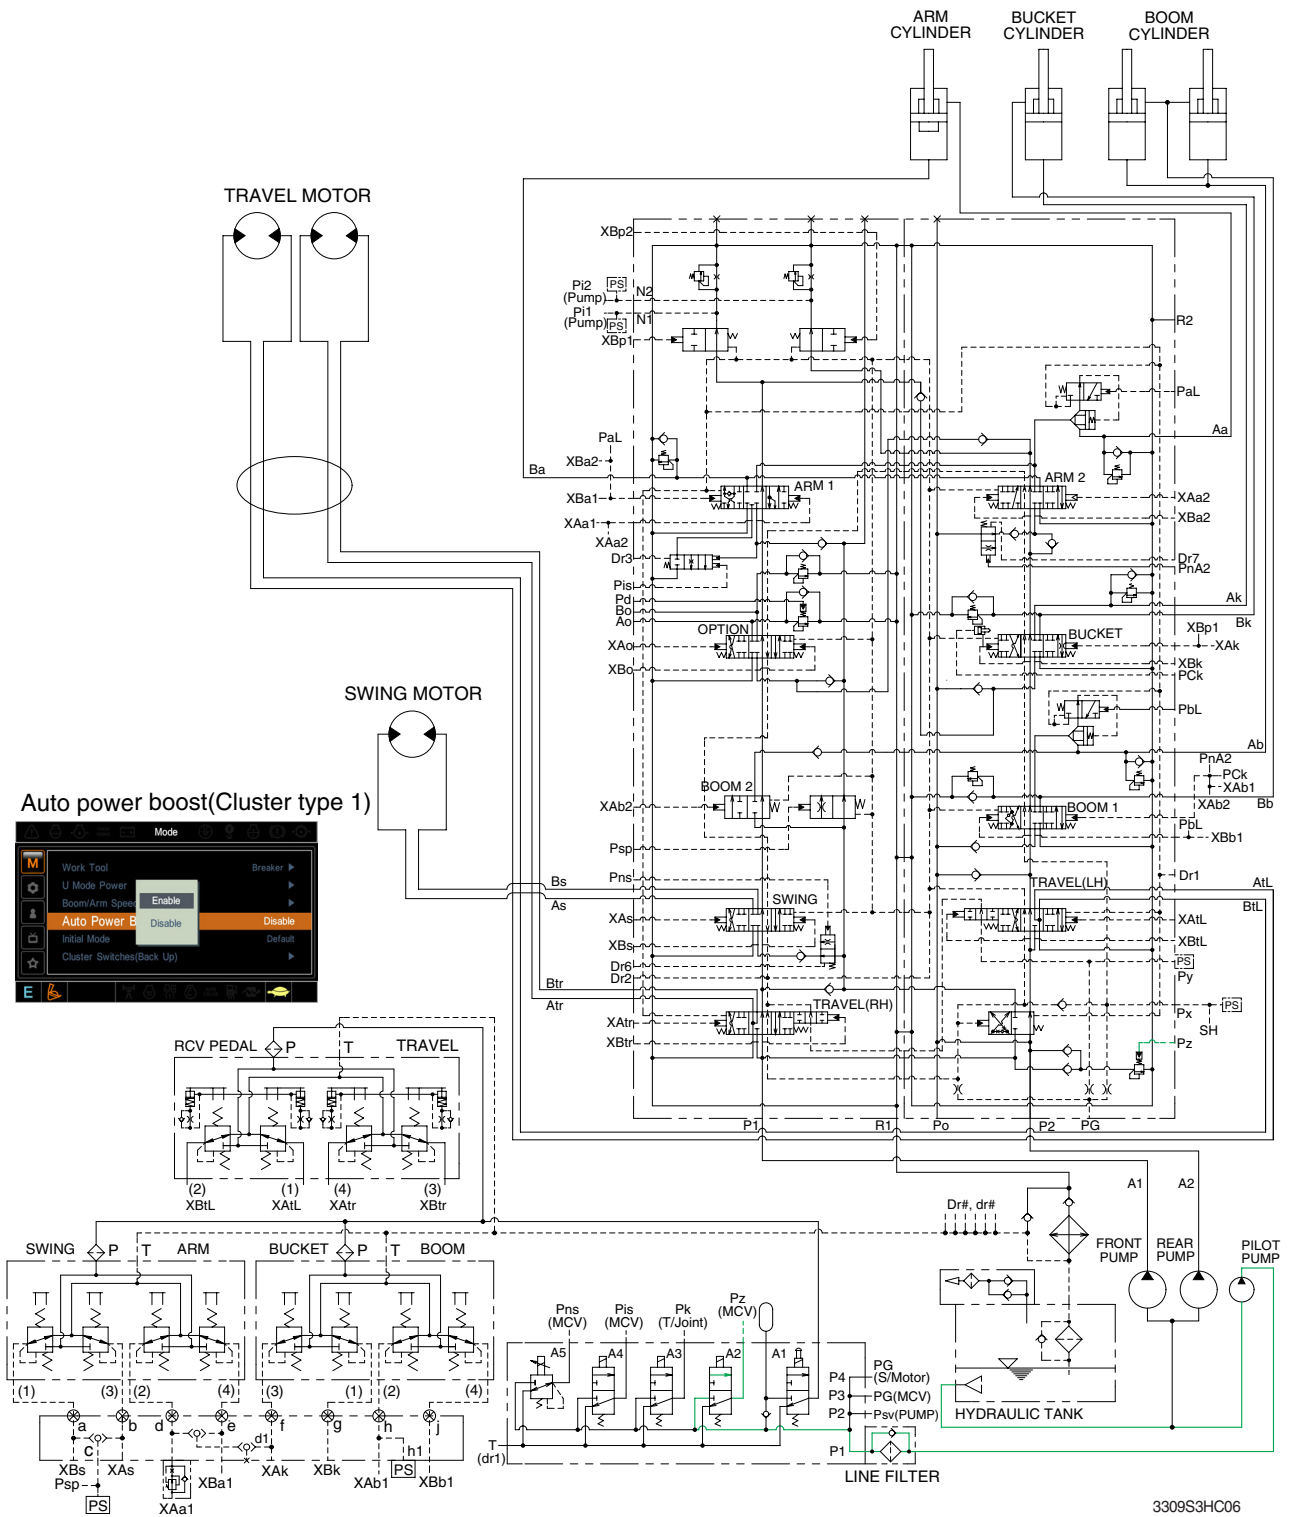 ARM
CYLINDER
BUCKET
CYLINDER
BOOM
CYLINDER
TRAVEL MOTOR
XBp2
Pi2
(Pump)
PS
N2
Pi1
(Pump)
PS
N1
XBp1
R2
PaL
Aa
PaL
XBa2
Ba
XBa1
ARM 1
ARM 2
XAa2
XBa2
XAa1
XAa2
Dr3
Dr7
PnA2
Pis
Pd
Bo
Ao
Ak
Bk
OPTION
BUCKET
XBp1
XAo
XAk
XBo
XBk
PCk
SWING MOTOR
PbL
Ab
PnA2
PCk
XAb1
XAb2
Bb
BOOM 2
XAb2
BOOM 1
PbL
XBb1
Psp
Pns
Dr1
Auto power boost(Cluster type 1)
Mode
M
Work Tool
Breaker
U Mode Power
Boom/Arm Spee
Enable
Auto Power B
Disable
Disable
Initial Mode
Default
Cluster Switches(Back Up)
E
Bs
As
SWING
TRAVEL(LH)
AtL
BtL
XAs
XAtL
XBs
XBtL
Dr6
Dr2
PS
Py
Btr
Atr
TRAVEL(RH)
Px
PS
SH
XAtr
XBtr
Pz
P1
R1
Po
P2
PG
RCV PEDAL
P
T
TRAVEL
(2)
XBtL
(1)
XAtL
(4)
XAtr
(3)
XBtr
A1
A2
Dr#, dr#
FRONT
PUMP
REAR
PUMP
PILOT
PUMP
SWING
P
T
ARM
BUCKET
P
T
BOOM
(1)
(3)
(2)
(4)
(3)
(1)
(2)
(4)
a
b
d
e
f
g
h
j
c
d1
h1
XBs
XAs
Psp
PS
XAa1
XBa1
XAk
XBk
XAb1
PS
XBb1
Pns
(MCV)
Pis
(MCV)
Pk
(T/Joint)
Pz
(MCV)
A5
A4
A3
A2
A1
T
(dr1)
P4
PG
(S/Motor)
P3
PG(MCV)
P2
Psv(PUMP)
P1
LINE FILTER
HYDRAULIC TANK
3309S3HC06